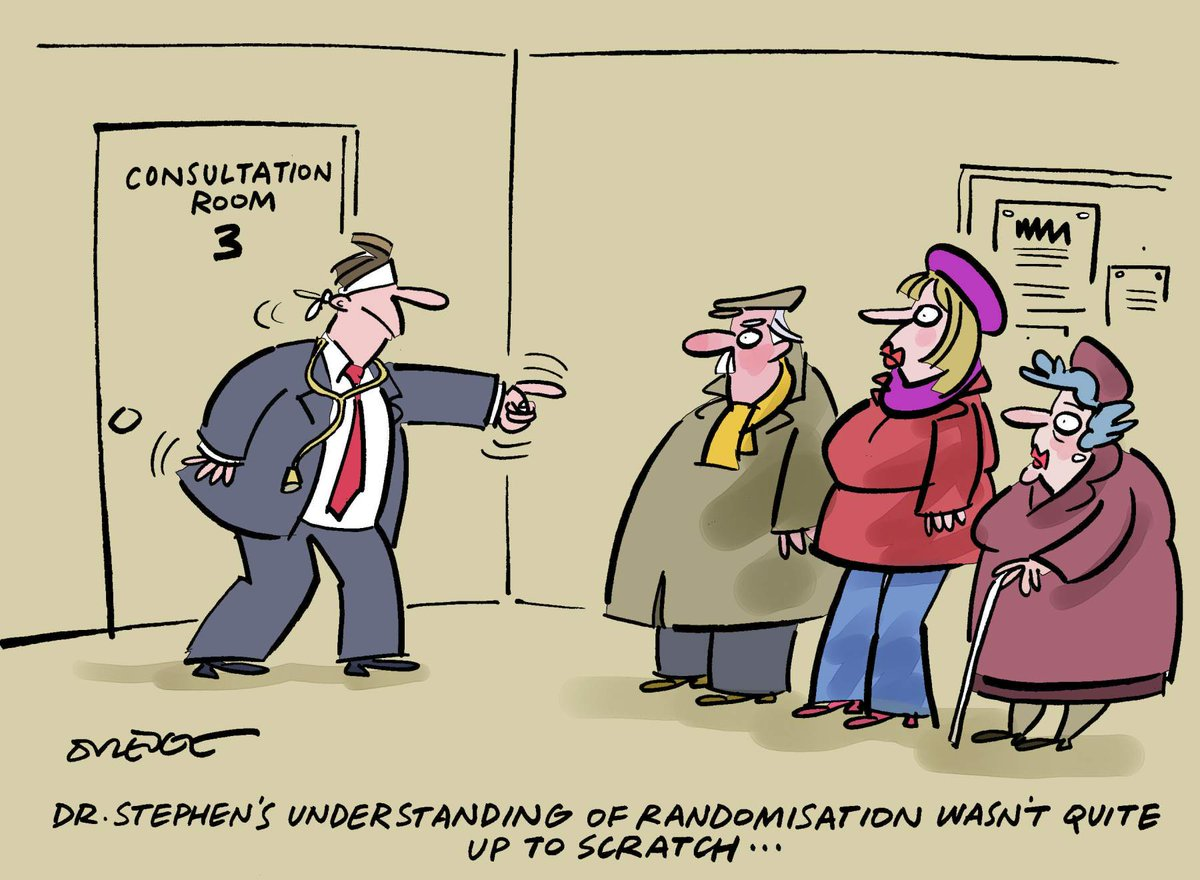 CONSULTATION
ROOM
3
DR. STEPHEN'S UNDERSTANDING OF RANDOMISATION WASN'T QUITE
UP TO SCRATCH...